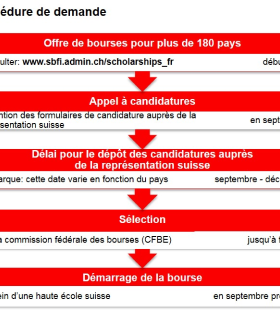 édure de demande
Offre de bourses pour plus de 180 pays
ulter: www.sbfi.admin.ch/scholarships_fr débu
Appel à candidatures
ntion des formulaires de candidature auprès de la
ésentation suisse en sept
Délai pour le dépôt des candidatures auprès
de la représentation suisse
arque: cette date varie en fonction du pays septembre - déc
Sélection
a commission fédérale des bourses (CFBE) jusqu'à f
Démarrage de la bourse
ein d'une haute école suisse en septembre pro